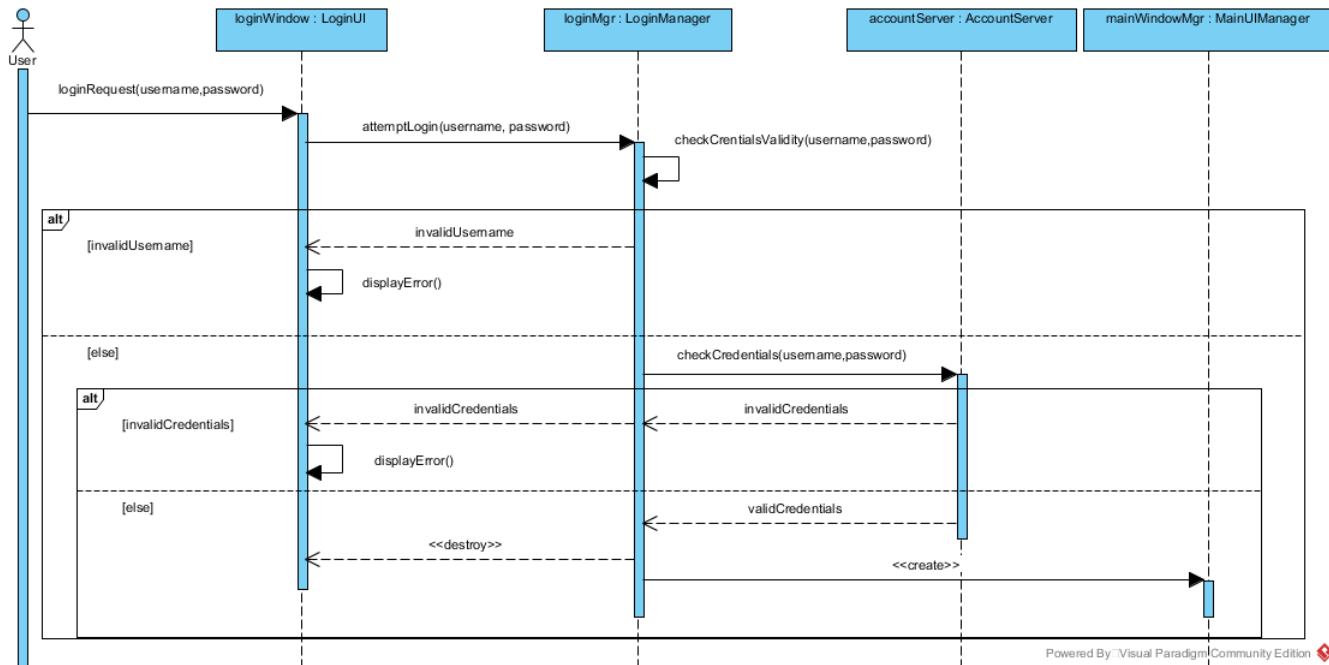 loginWindow : LoginUI
loginMgr : LoginManager
accountServer : AccountServer
mainWindowMgr : MainUIManager
User
loginRequest(username,password)
attemptLogin(username, password)
checkCrentialsValidity(username,password)
alt
[invalidUsername]
invalidUsername
displayError()
[else]
checkCredentials(username,password)
alt
[invalidCredentials]
invalidCredentials
invalidCredentials
displayError()
[else]
validCredentials
<<destroy>>
<<create>>
Powered By Visual Paradigm Community Edition